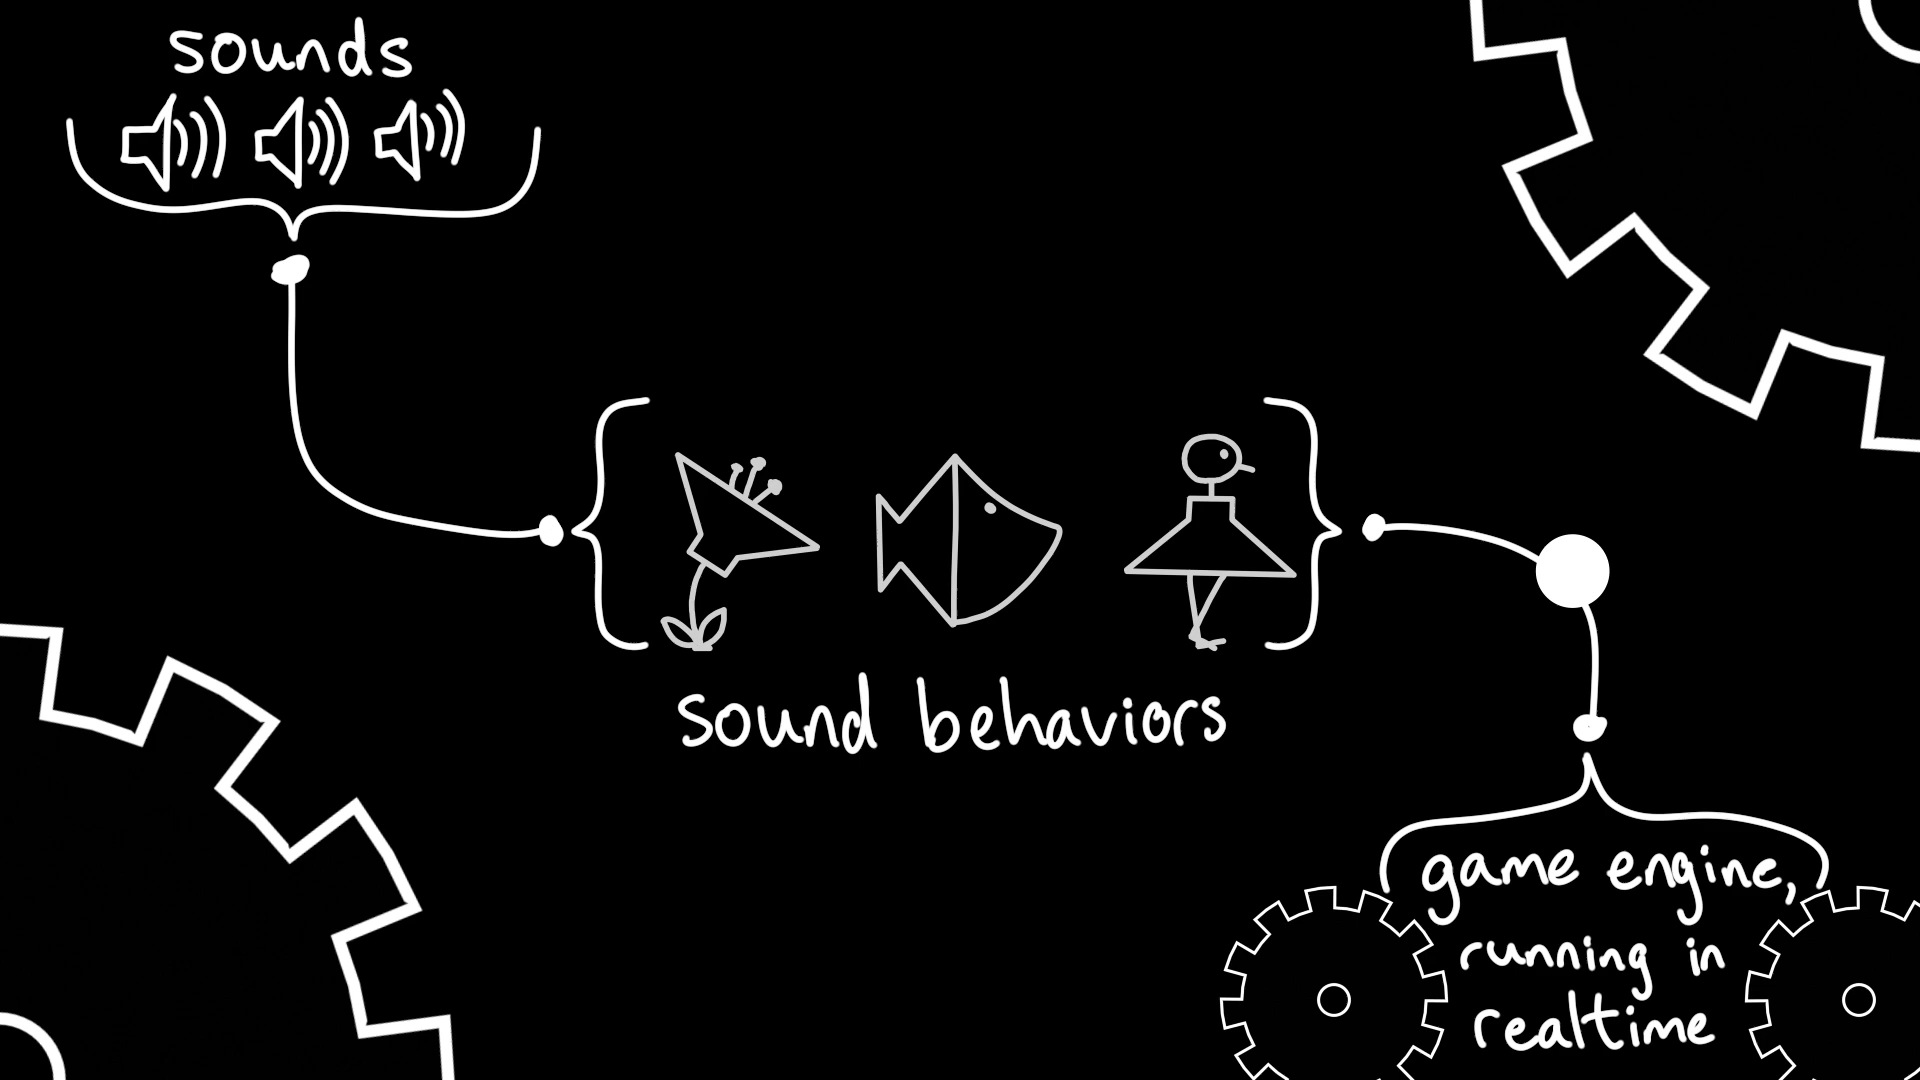 sounds
sound behaviors
game engine,
running in
realtime